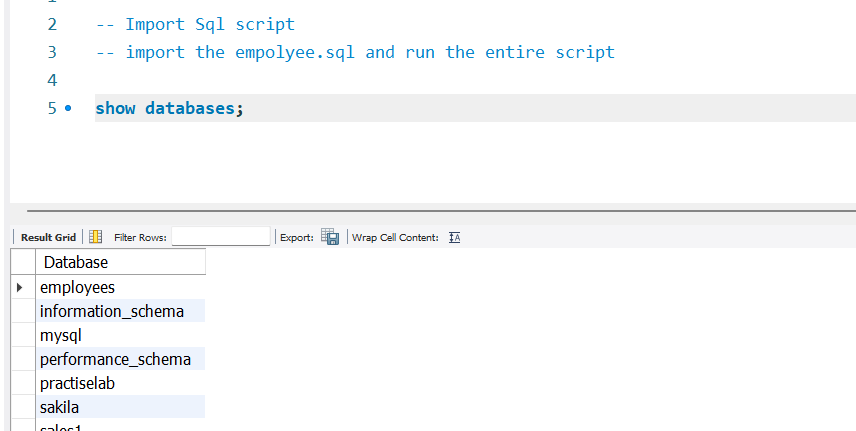 2 -- Import Sql script
3 -- import the empolyee.sql and run the entire script
4
5 show databases;
Result Grid Filter Rows: Export: Wrap Cell Content: IA
Database
employees
information_schema
mysql
performance_schema
practiselab
sakila
sales1